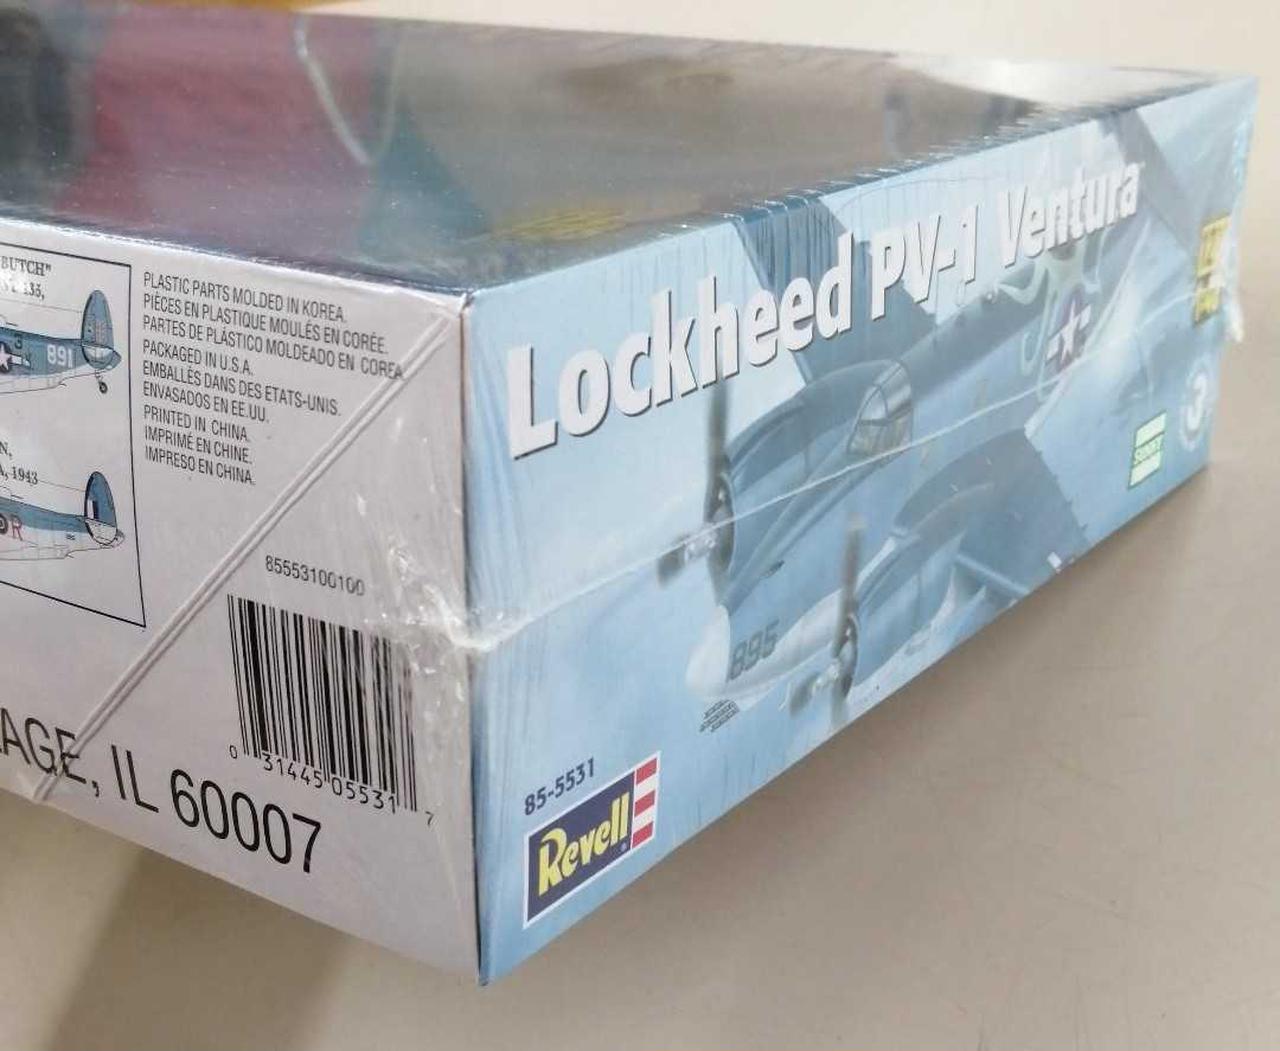 BUTCH"
135,
891
N,
A, 1943
R
PLASTIC PARTS MOLDED IN KOREA.
PIÈCES EN PLASTIQUE MOULÉS EN CORÉE.
PARTES DE PLÁSTICO MOLDEADO EN COREA
PACKAGED IN U.S.A.
EMBALLÉS DANS DES ETATS-UNIS.
ENVASADOS EN EE.UU.
PRINTED IN CHINA.
IMPRIMÉ EN CHINE.
IMPRESO EN CHINA.
85553100100
0 31445 05531 7
AGE, IL 60007
Lockheed PV-1 Ventura
895
3
85-5531
Revell